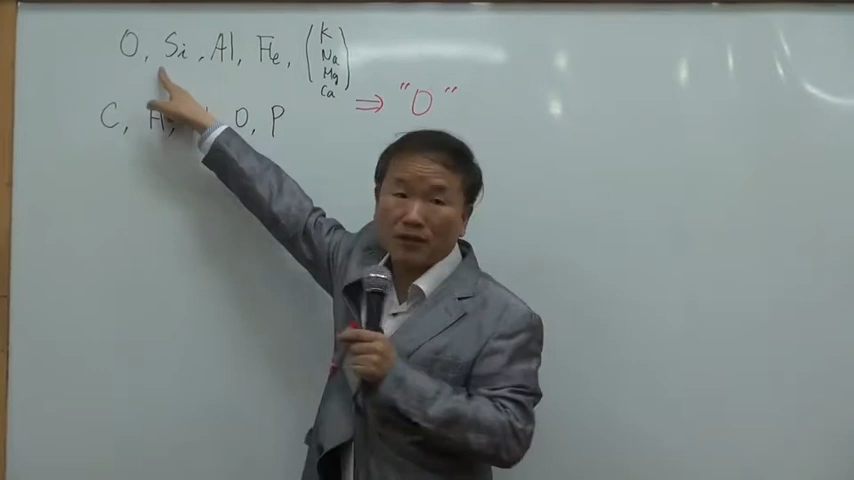 O, Si, Al, Fe, (K
Na
Mg
Ca)
⇒ "O"
C, H, O, P